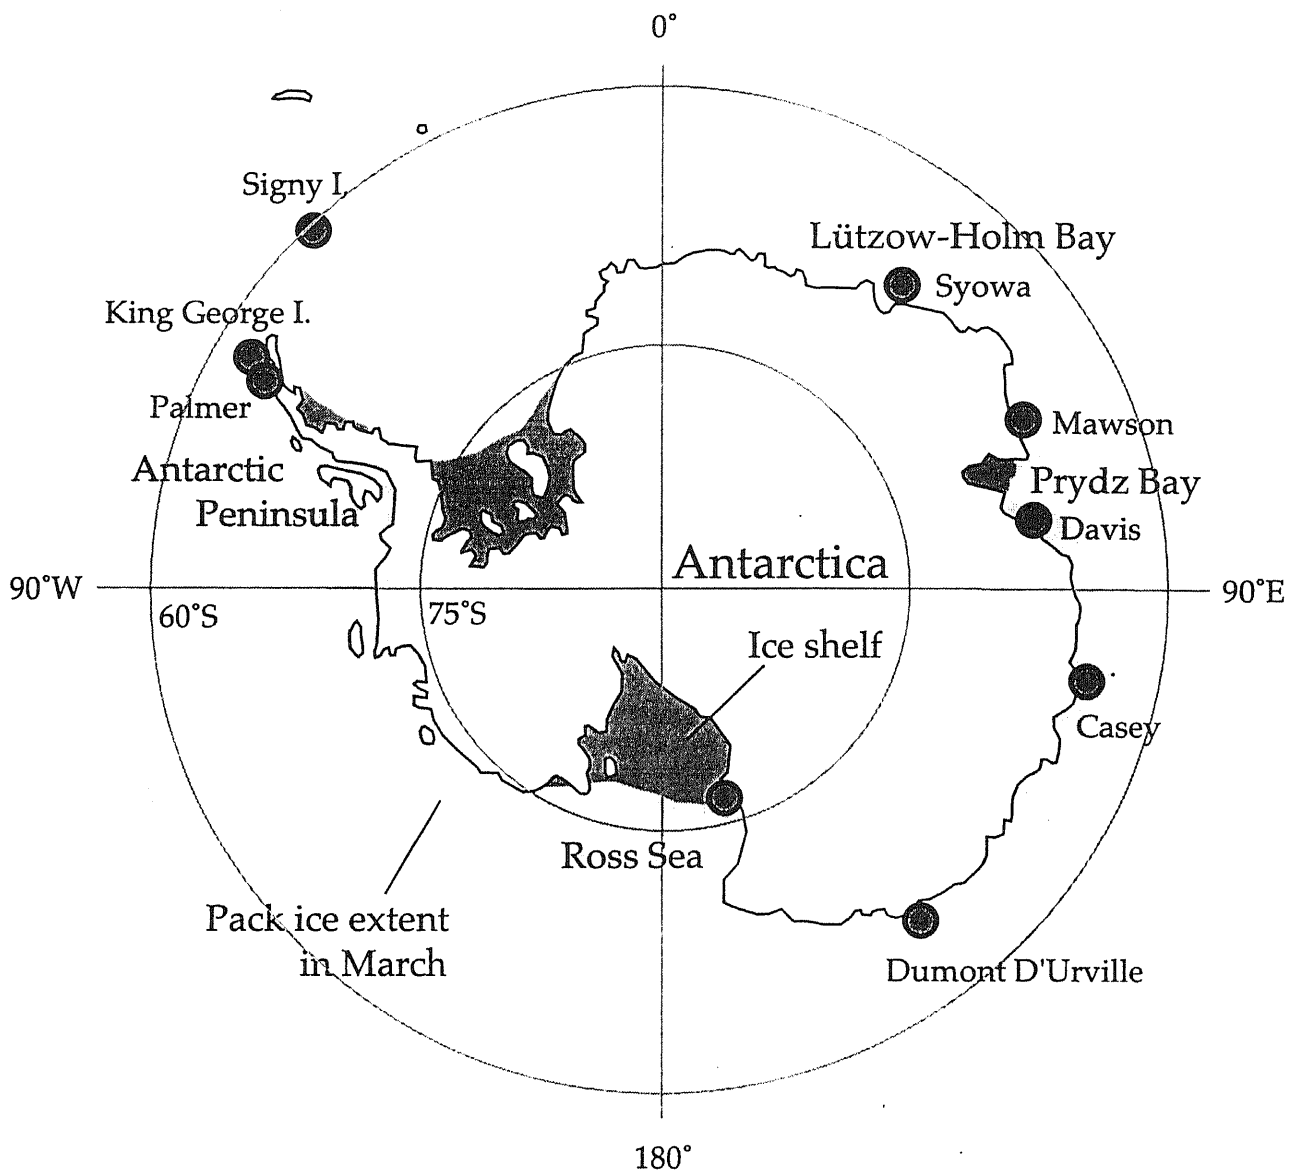 0°
Signy I.
Lützow-Holm Bay
Syowa
King George I.
Palmer
Mawson
Antarctic
Peninsula
Prydz Bay
Davis
Antarctica
90°W
90°E
60°S
75°S
Ice shelf
Casey
Ross Sea
Pack ice extent
in March
Dumont D'Urville
180°